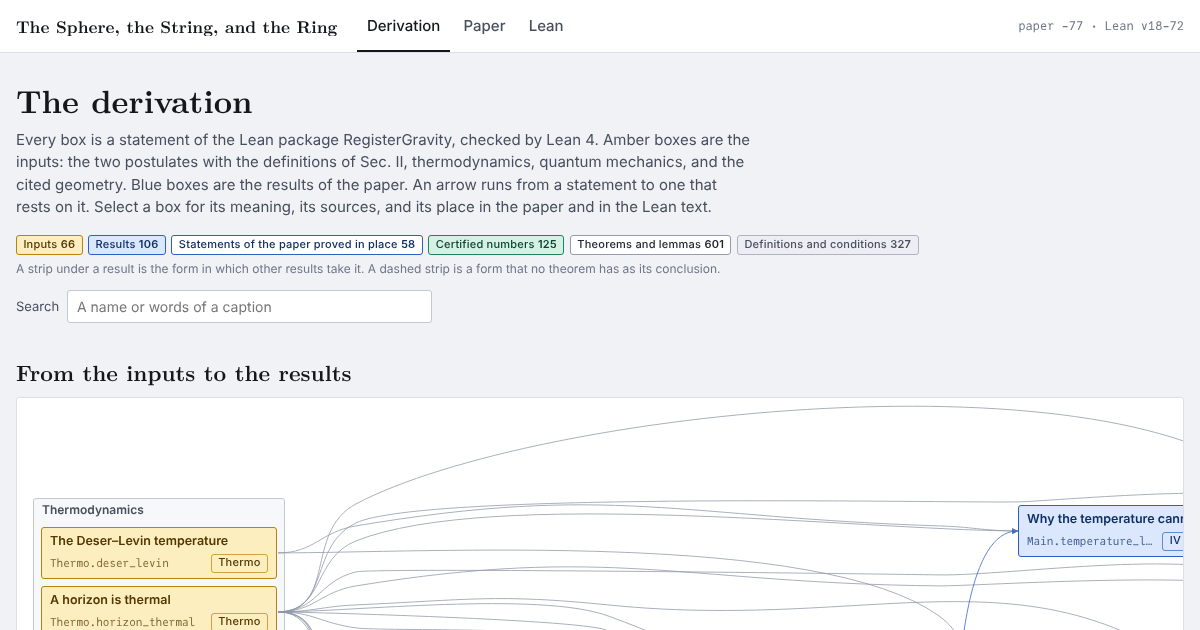 The Sphere, the String, and the Ring
Derivation
Paper
Lean
paper -77 · Lean v18-72
The derivation
Every box is a statement of the Lean package RegisterGravity, checked by Lean 4. Amber boxes are the
inputs: the two postulates with the definitions of Sec. II, thermodynamics, quantum mechanics, and the
cited geometry. Blue boxes are the results of the paper. An arrow runs from a statement to one that
rests on it. Select a box for its meaning, its sources, and its place in the paper and in the Lean text.
Inputs 66
Results 106
Statements of the paper proved in place 58
Certified numbers 125
Theorems and lemmas 601
Definitions and conditions 327
A strip under a result is the form in which other results take it. A dashed strip is a form that no theorem has as its conclusion.
Search
A name or words of a caption
From the inputs to the results
Thermodynamics
The Deser–Levin temperature
Thermo.deser_levin
Thermo
A horizon is thermal
Thermo.horizon_thermal
Thermo
Why the temperature
Main.temperature_l…
IV